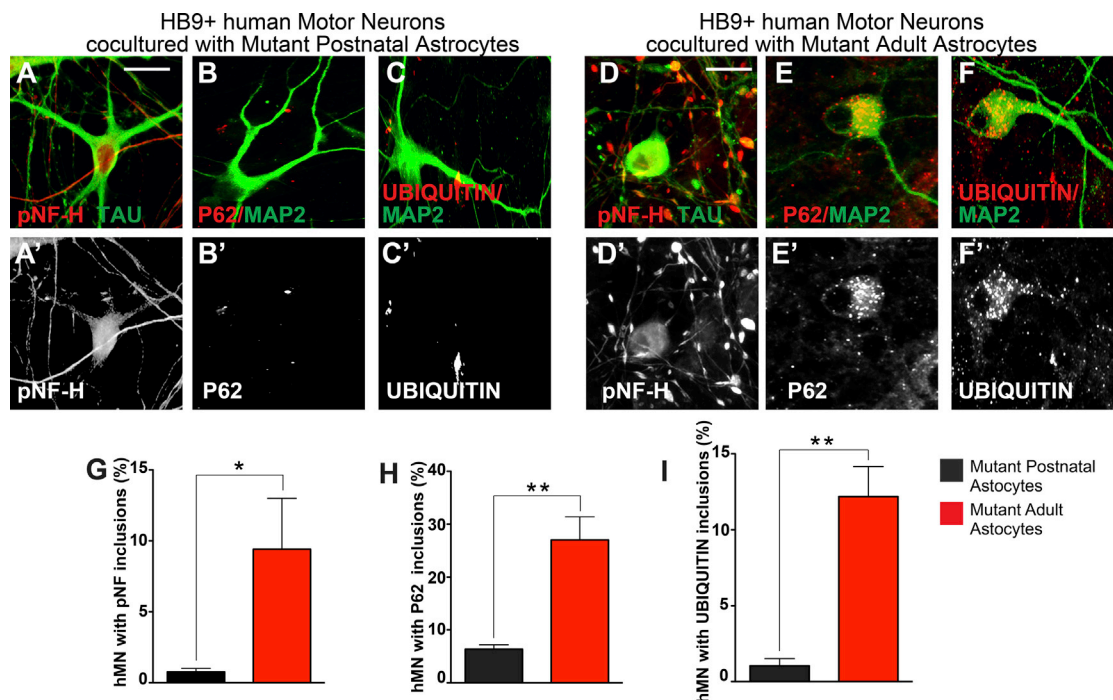 HB9+ human Motor Neurons
cocultured with Mutant Postnatal Astrocytes
HB9+ human Motor Neurons
cocultured with Mutant Adult Astrocytes
A
pNF-H TAU
B
P62/MAP2
C
UBIQUITIN/
MAP2
D
pNF-H TAU
E
P62/MAP2
F
UBIQUITIN/
MAP2
A'
pNF-H
B'
P62
C'
UBIQUITIN
D'
pNF-H
E'
P62
F'
UBIQUITIN
G
hMN with pNF inclusions (%)
15
10
5
0
*
H
hMN with P62 inclusions (%)
40
30
20
10
0
**
I
hMN with UBIQUITIN inclusions (%)
15
10
5
0
**
Mutant Postnatal
Astocytes
Mutant Adult
Astocytes